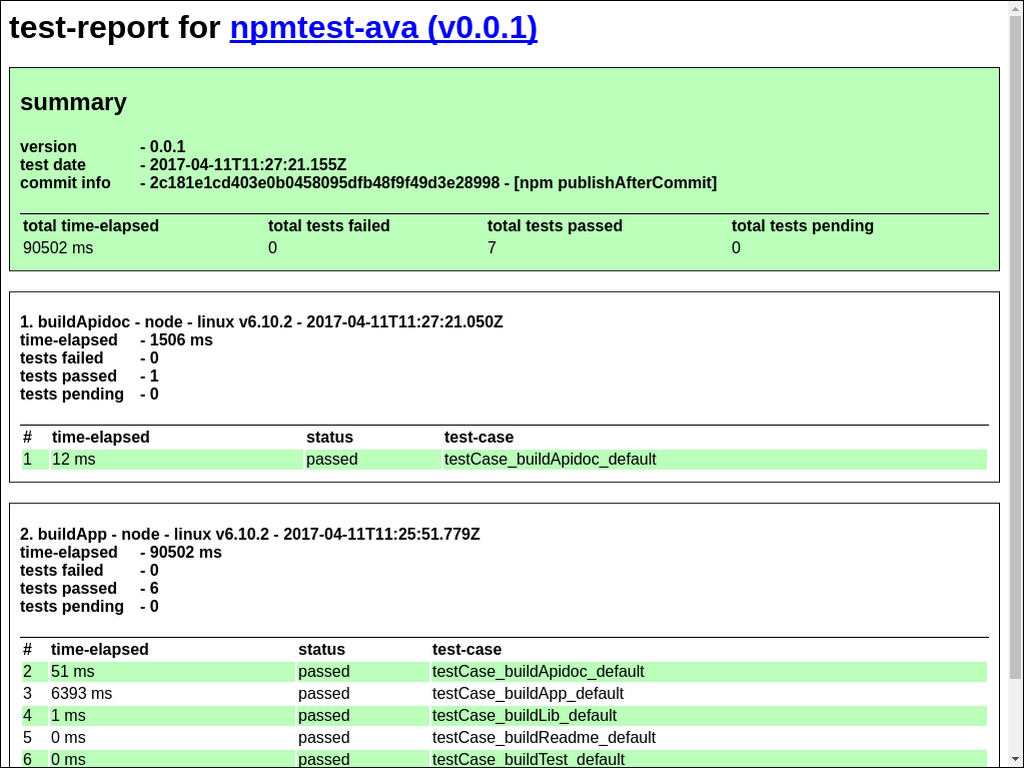 test-report for npmtest-ava (v0.0.1)
summary
version - 0.0.1
test date - 2017-04-11T11:27:21.155Z
commit info - 2c181e1cd403e0b0458095dfb48f9f49d3e28998 - [npm publishAfterCommit]
total time-elapsed total tests failed total tests passed total tests pending
90502 ms 0 7 0
1. buildApidoc - node - linux v6.10.2 - 2017-04-11T11:27:21.050Z
time-elapsed - 1506 ms
tests failed - 0
tests passed - 1
tests pending - 0
# time-elapsed status test-case
1 12 ms passed testCase_buildApidoc_default
2. buildApp - node - linux v6.10.2 - 2017-04-11T11:25:51.779Z
time-elapsed - 90502 ms
tests failed - 0
tests passed - 6
tests pending - 0
# time-elapsed status test-case
2 51 ms passed testCase_buildApidoc_default
3 6393 ms passed testCase_buildApp_default
4 1 ms passed testCase_buildLib_default
5 0 ms passed testCase_buildReadme_default
6 0 ms passed testCase_buildTest_default